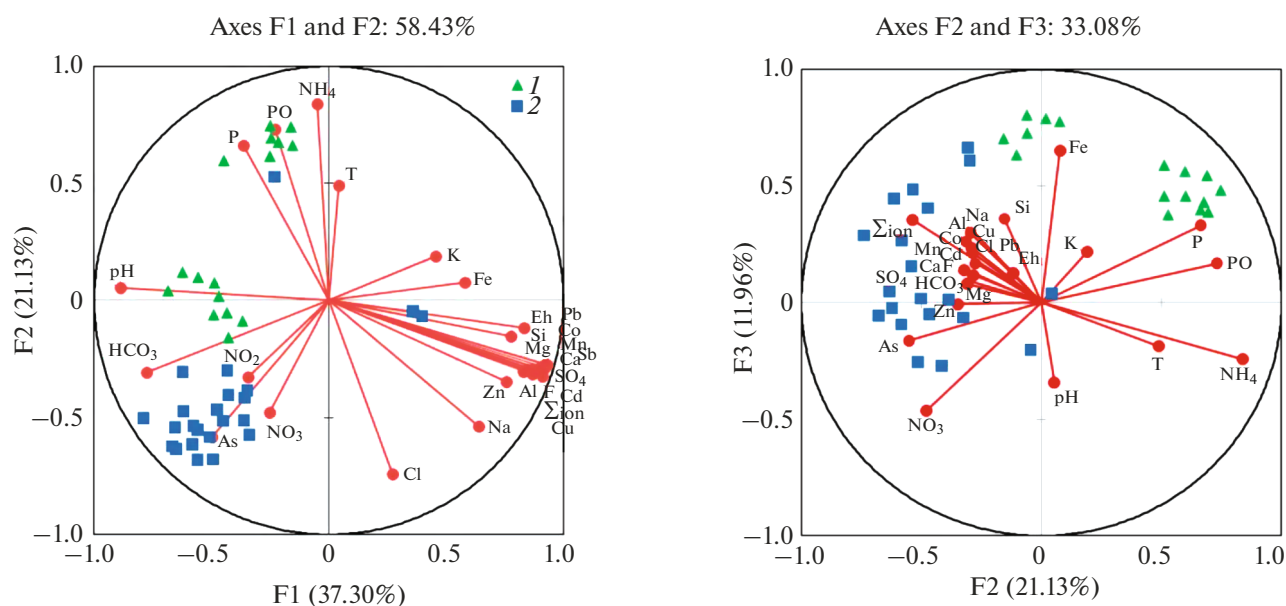 Axes F1 and F2: 58.43%
1.0
0.5
0
−0.5
−1.0
F2 (21.13%)
NH4
PO
P
T
K
Fe
pH
HCO3
NO2
NO3
As
Eh Pb
Si Co
Mg Mn
Ca Sb
SO4
Zn Al F Cd
Σion
Cu
Na
Cl
1
2
−1.0 −0.5 0 0.5 1.0
F1 (37.30%)
Axes F2 and F3: 33.08%
1.0
0.5
0
−0.5
−1.0
F3 (11.96%)
Fe
Si
Na
Al Cu
Σion Co Cl Pb
Mn Cd Eh
Ca F
SO4 HCO3 Mg
Zn
K
P
PO
As
NO3
pH
T
NH4
−1.0 −0.5 0 0.5 1.0
F2 (21.13%)